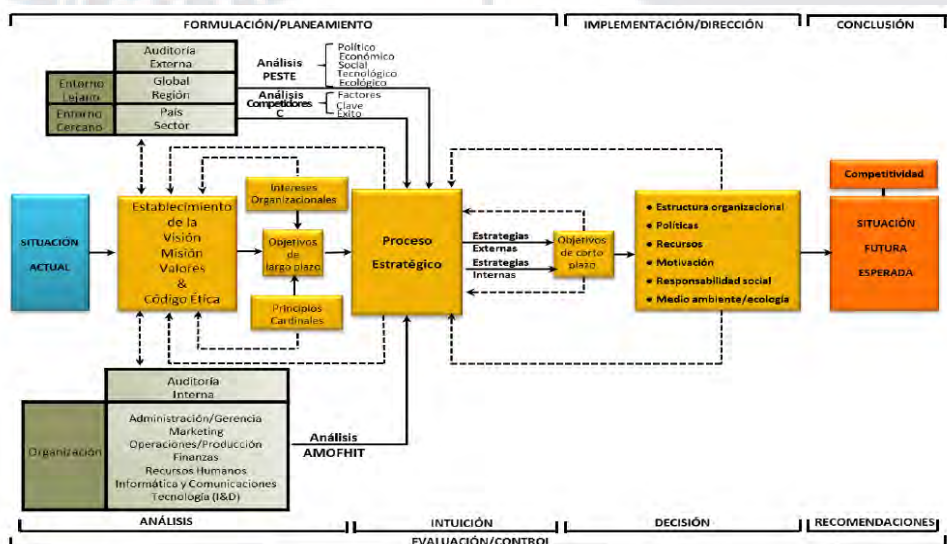 FORMULACIÓN/PLANEAMIENTO
IMPLEMENTACIÓN/DIRECCIÓN
CONCLUSIÓN
Auditoría
Externa
Entorno
Lejano
Global
Región
Entorno
Cercano
País
Sector
Análisis
PESTE
Político
Económico
Social
Tecnológico
Ecológico
Análisis
Competidores
C
Factores
Clave
Éxito
SITUACIÓN
ACTUAL
Establecimiento
de la
Visión
Misión
Valores
&
Código Ética
Intereses
Organizacionales
Objetivos
de
largo plazo
Principios
Cardinales
Proceso
Estratégico
Estrategias
Externas
Estrategias
Internas
Objetivos
de corto
plazo
• Estructura organizacional
• Políticas
• Recursos
• Motivación
• Responsabilidad social
• Medio ambiente/ecología
Competitividad
SITUACIÓN
FUTURA
ESPERADA
Auditoría
Interna
Organización
Administración/Gerencia
Marketing
Operaciones/Producción
Finanzas
Recursos Humanos
Informática y Comunicaciones
Tecnología (I&D)
Análisis
AMOFHIT
ANÁLISIS
INTUICIÓN
DECISIÓN
RECOMENDACIONES
EVALUACIÓN/CONTROL